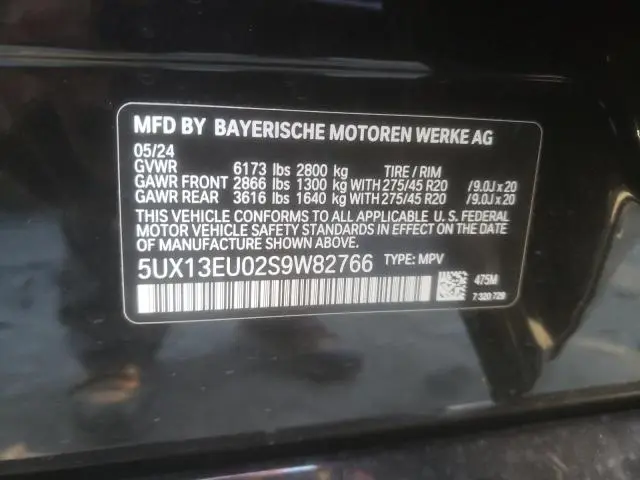 MFD BY BAYERISCHE MOTOREN WERKE AG
05/24
GVWR 6173 lbs 2800 kg TIRE / RIM
GAWR FRONT 2866 lbs 1300 kg WITH 275/45 R20 /9.0J x 20
GAWR REAR 3616 lbs 1640 kg WITH 275/45 R20 /9.0J x 20
THIS VEHICLE CONFORMS TO ALL APPLICABLE U. S. FEDERAL
MOTOR VEHICLE SAFETY STANDARDS IN EFFECT ON THE DATE
OF MANUFACTURE SHOWN ABOVE.
5UX13EU02S9W82766 TYPE: MPV
475M
7 320 729